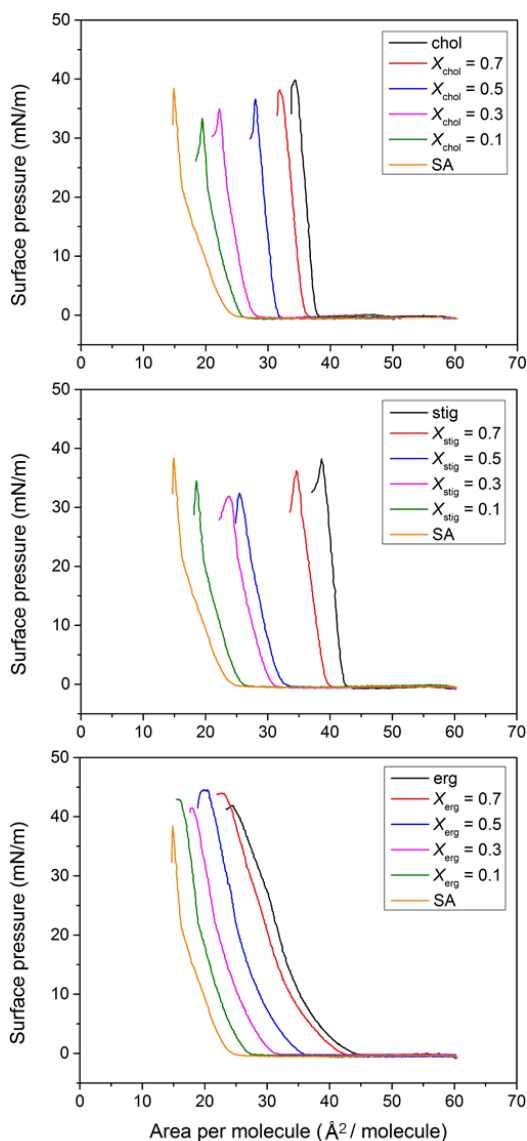 50
40
30
20
10
0
Surface pressure (mN/m)
chol
Xchol = 0.7
Xchol = 0.5
Xchol = 0.3
Xchol = 0.1
SA
0 10 20 30 40 50 60 70
50
40
30
20
10
0
Surface pressure (mN/m)
stig
Xstig = 0.7
Xstig = 0.5
Xstig = 0.3
Xstig = 0.1
SA
0 10 20 30 40 50 60 70
50
40
30
20
10
0
Surface pressure (mN/m)
erg
Xerg = 0.7
Xerg = 0.5
Xerg = 0.3
Xerg = 0.1
SA
0 10 20 30 40 50 60 70
Area per molecule (Å² / molecule)